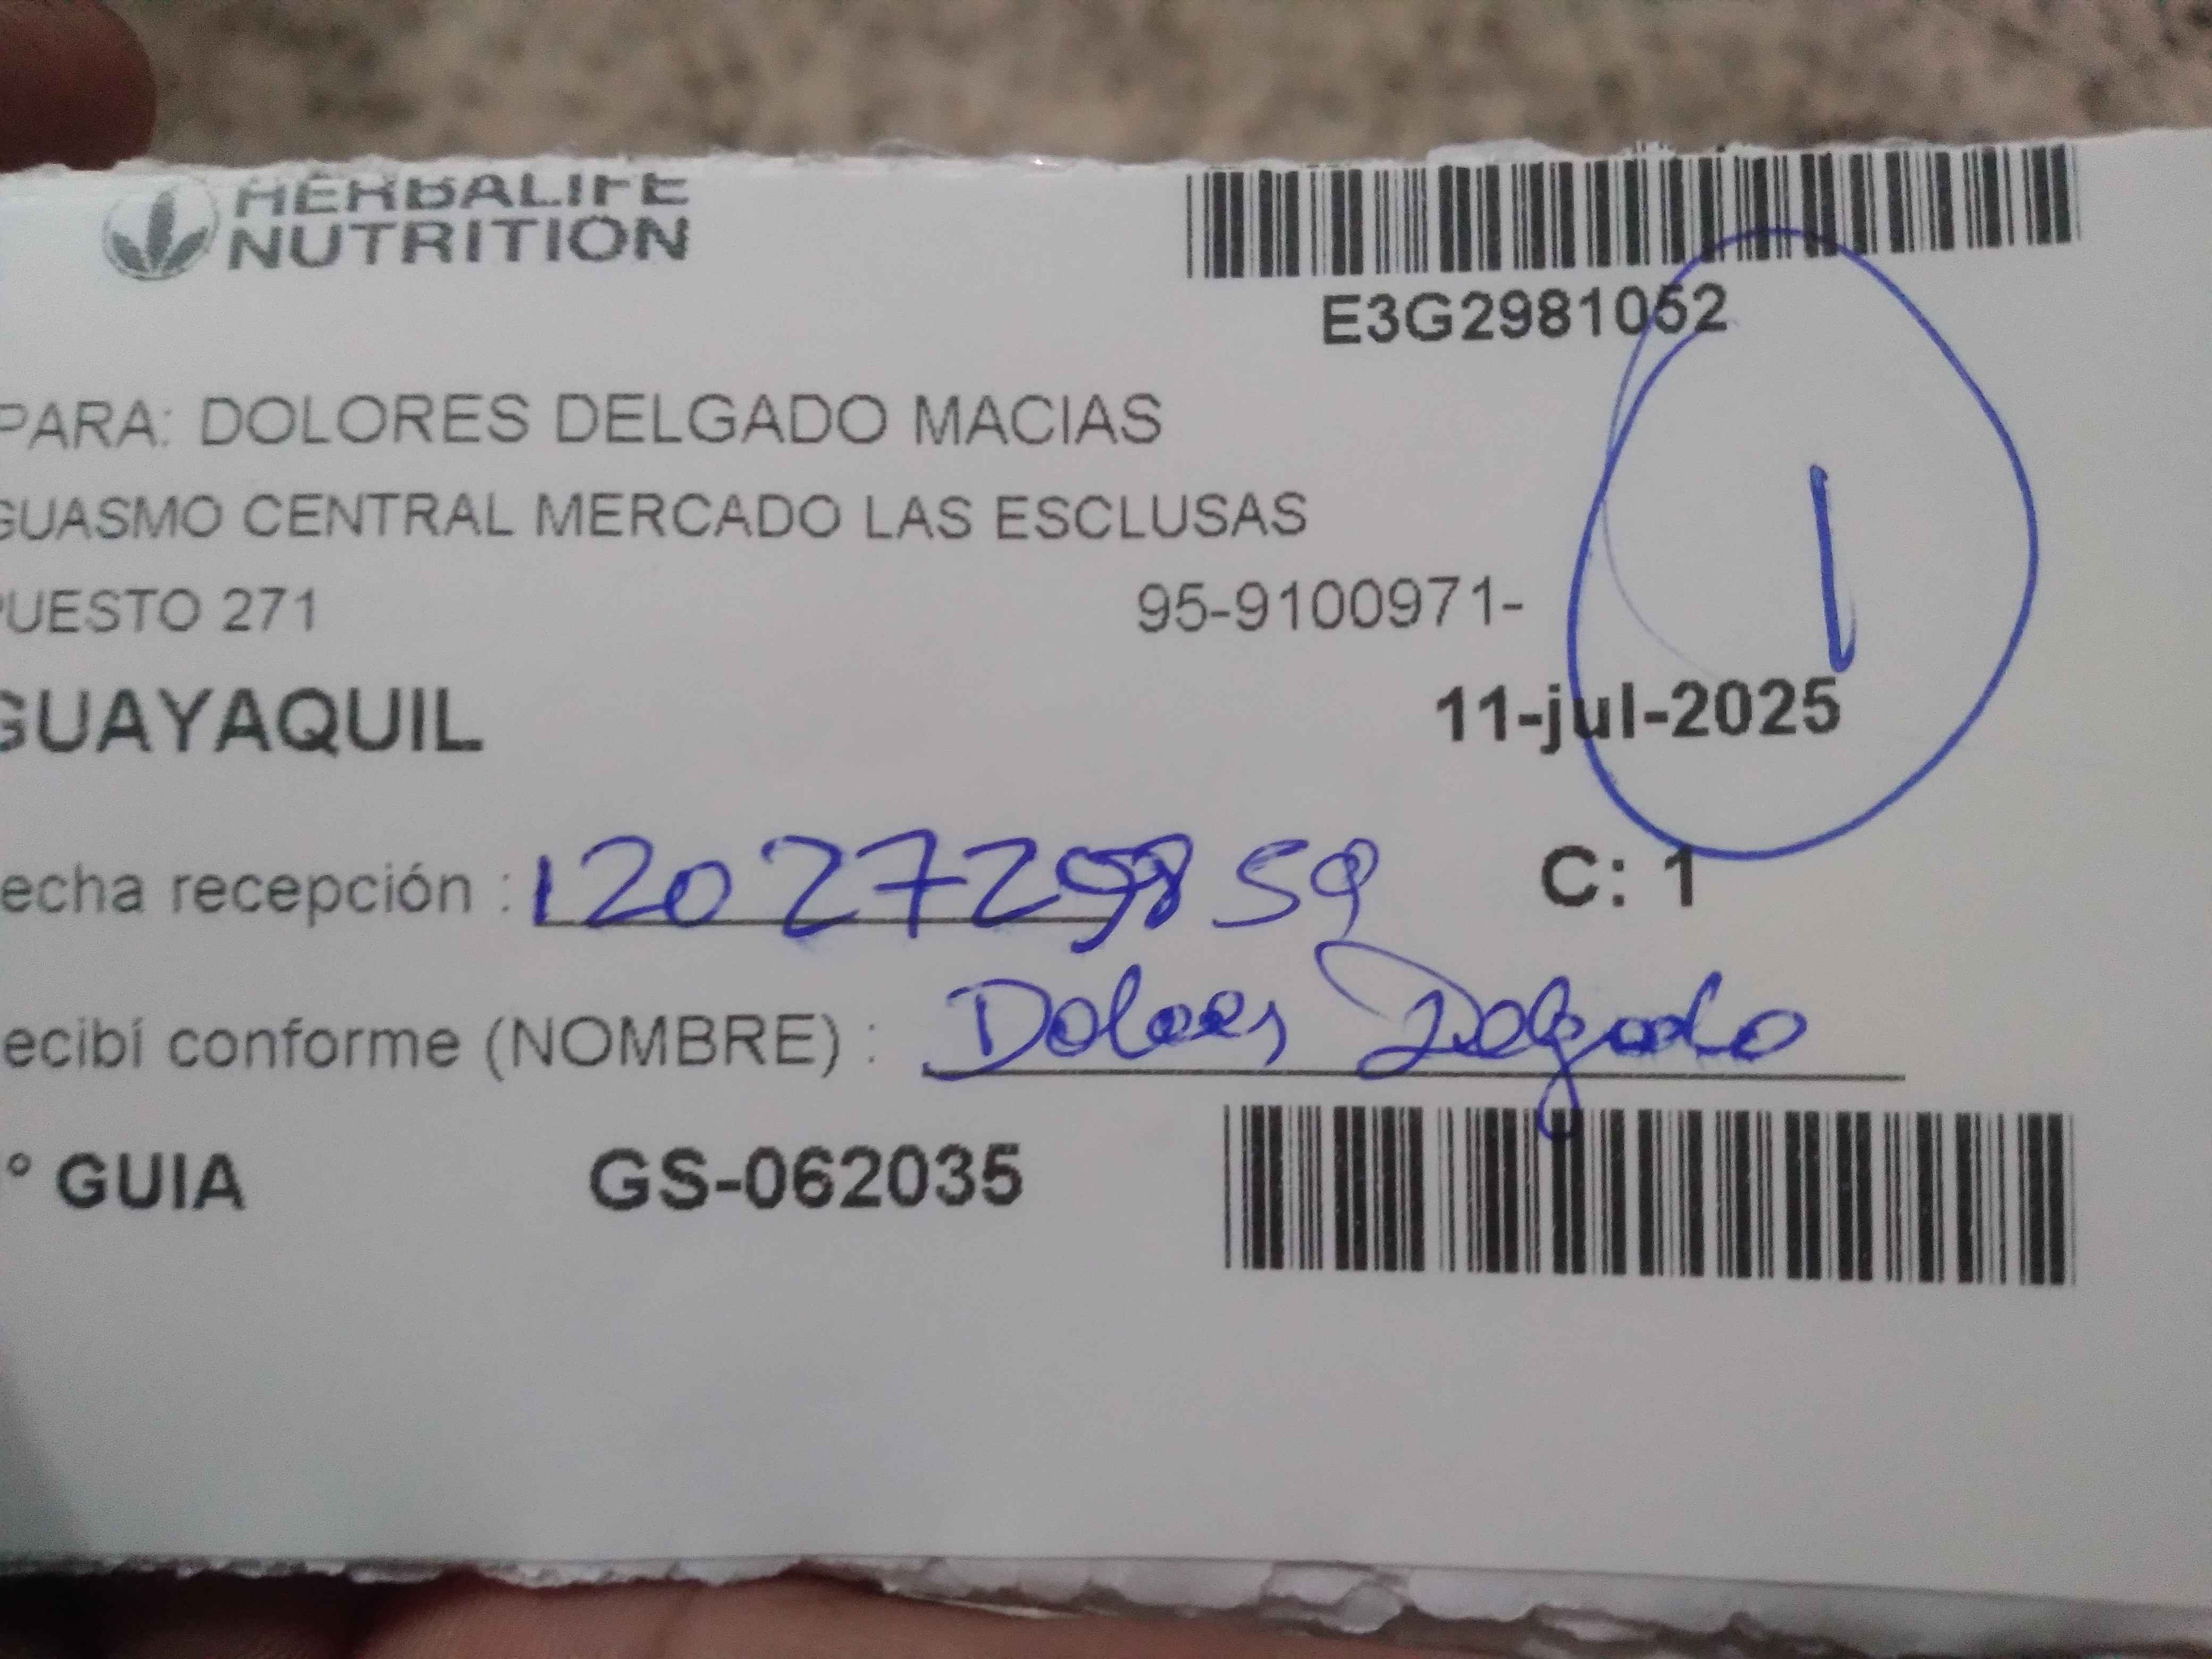 HERBALIFE
NUTRITION
E3G2981052
PARA: DOLORES DELGADO MACIAS
GUASMO CENTRAL MERCADO LAS ESCLUSAS
PUESTO 271 95-9100971-
1
GUAYAQUIL 11-jul-2025
echa recepción : C: 1
ecibí conforme (NOMBRE) : Dolores Delgado
° GUIA GS-062035